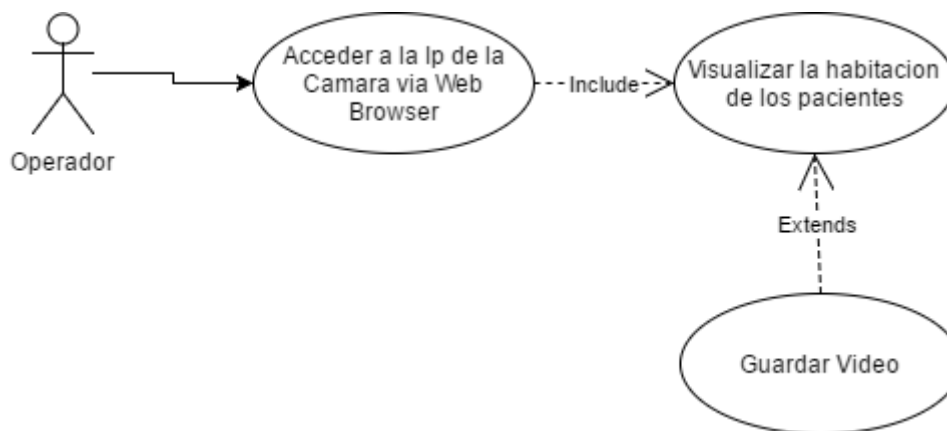 Operador
Acceder a la Ip de la
Camara via Web
Browser
Include
Visualizar la habitacion
de los pacientes
Extends
Guardar Video